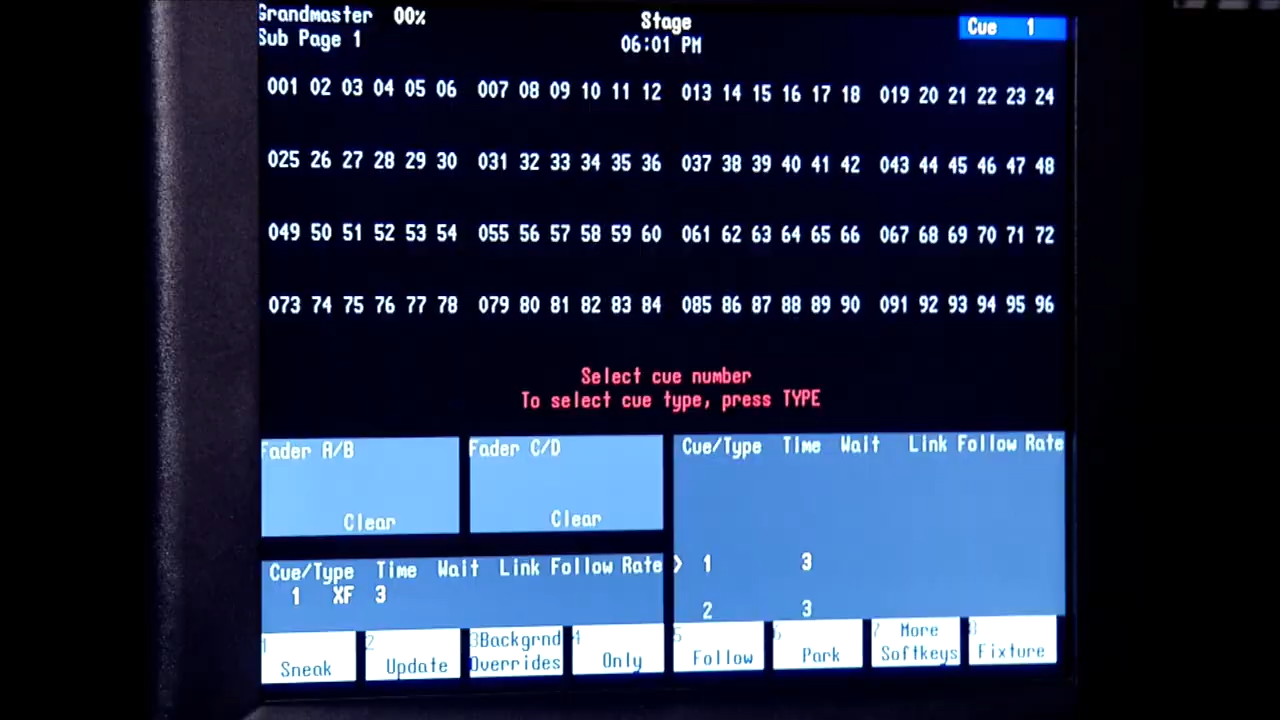 Grandmaster 00% Stage Cue 1
Sub Page 1 06:01 PM
001 02 03 04 05 06 007 08 09 10 11 12 013 14 15 16 17 18 019 20 21 22 23 24
025 26 27 28 29 30 031 32 33 34 35 36 037 38 39 40 41 42 043 44 45 46 47 48
049 50 51 52 53 54 055 56 57 58 59 60 061 62 63 64 65 66 067 68 69 70 71 72
073 74 75 76 77 78 079 80 81 82 83 84 085 86 87 88 89 90 091 92 93 94 95 96
Select cue number
To select cue type, press TYPE
Fader A/B
Clear
Fader C/D
Clear
Cue/Type Time Wait Link Follow Rate
1 XF 3
Cue/Type Time Wait Link Follow Rate
> 1 3
2 3
1 Sneak
2 Update
3 Backgrnd
Overrides
4 Only
5 Follow
6 Park
7 More
Softkeys
8 Fixture